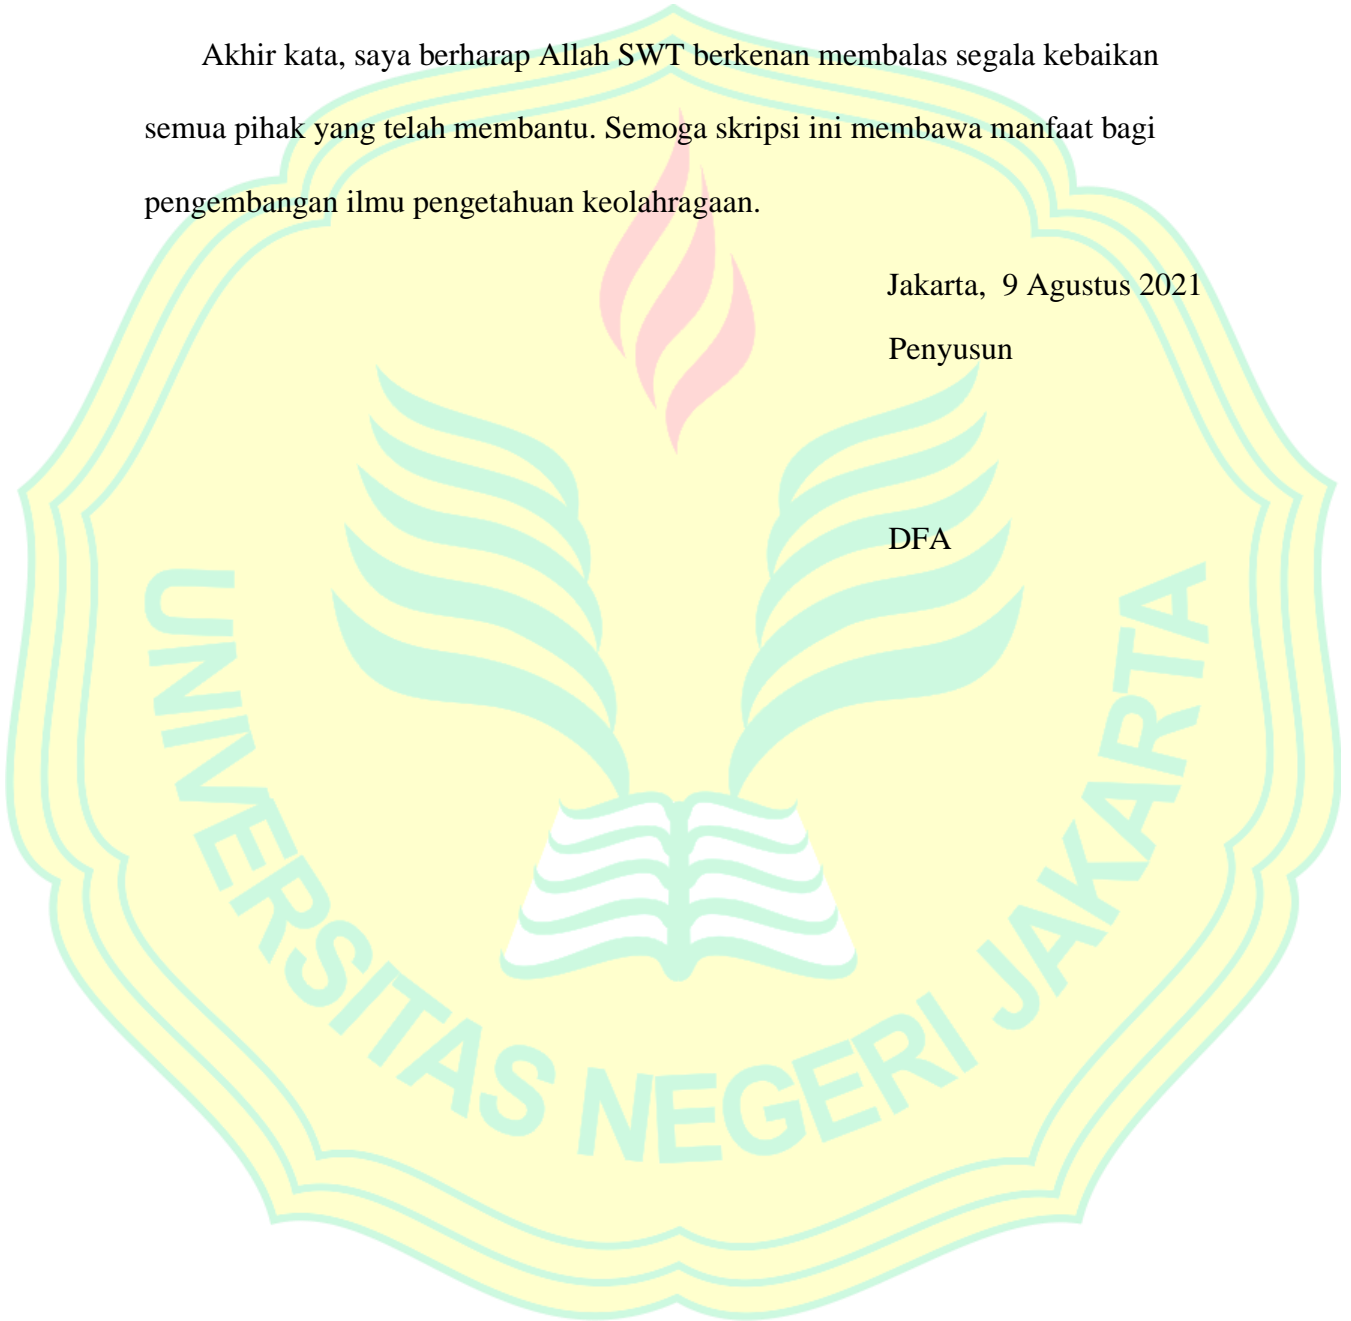 Akhir kata, saya berharap Allah SWT berkenan membalas segala kebaikan
semua pihak yang telah membantu. Semoga skripsi ini membawa manfaat bagi
pengembangan ilmu pengetahuan keolahragaan.
Jakarta,  9 Agustus 2021
Penyusun
DFA
UNIVERSITAS NEGERI JAKARTA